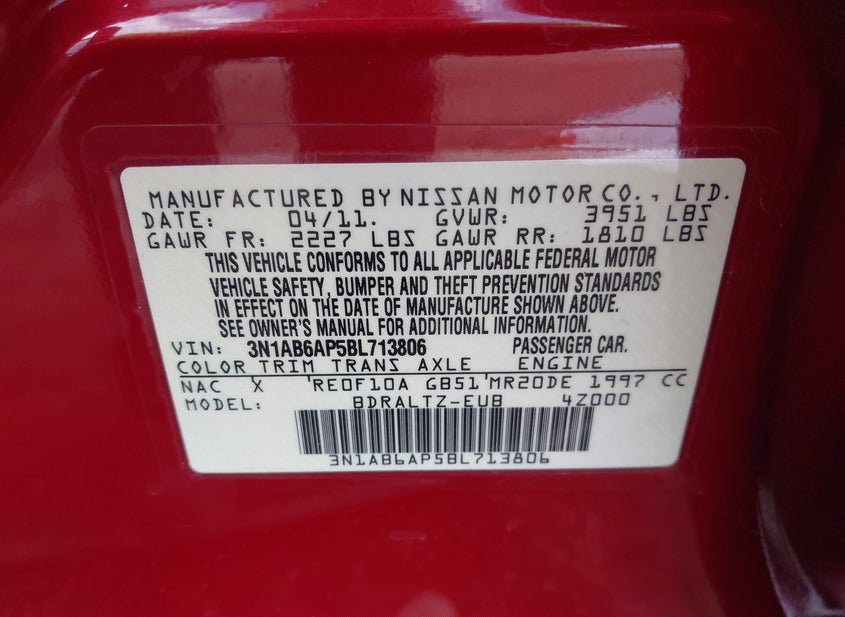 MANUFACTURED BY NISSAN MOTOR CO., LTD.
DATE: 04/11. GVWR: 3951 LBS
GAWR FR: 2227 LBS GAWR RR: 1810 LBS
THIS VEHICLE CONFORMS TO ALL APPLICABLE FEDERAL MOTOR
VEHICLE SAFETY, BUMPER AND THEFT PREVENTION STANDARDS
IN EFFECT ON THE DATE OF MANUFACTURE SHOWN ABOVE.
SEE OWNER'S MANUAL FOR ADDITIONAL INFORMATION.
VIN: 3N1AB6AP5BL713806 PASSENGER CAR.
COLOR TRIM TRANS AXLE ENGINE
NAC X 'RE0F10A GB51'MR20DE 1997 CC
MODEL: BDRALTZ-EUB 4Z000
3N1AB6AP5BL713806